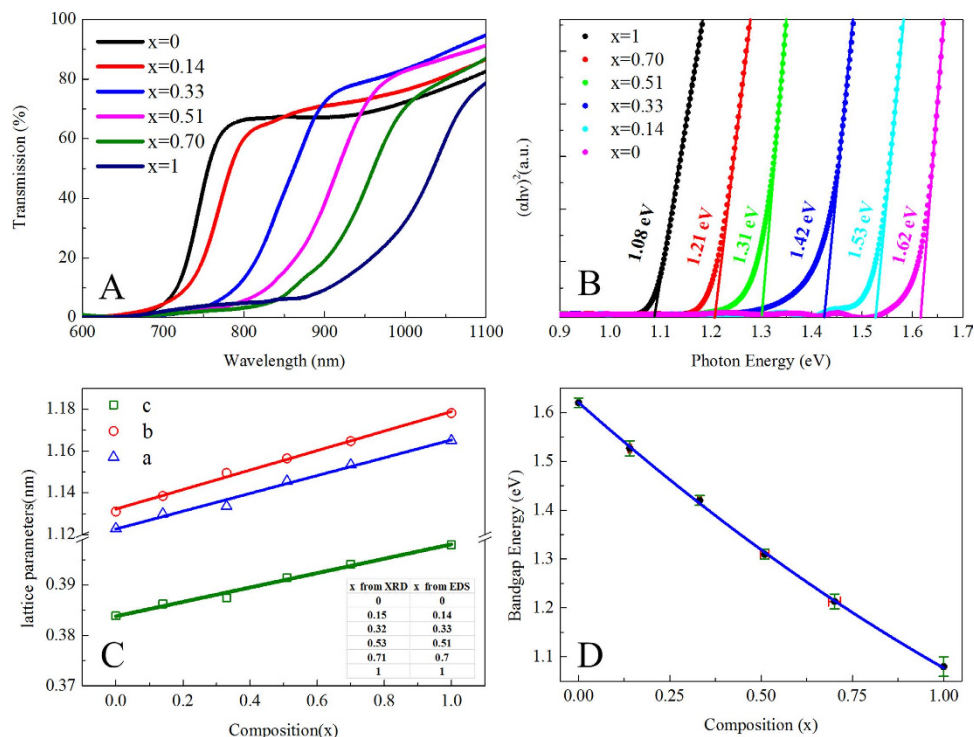 100
80
60
40
20
0
Transmission (%)
x=0
x=0.14
x=0.33
x=0.51
x=0.70
x=1
A
600 700 800 900 1000 1100
Wavelength (nm)
(αhν)²(a.u.)
x=1
x=0.70
x=0.51
x=0.33
x=0.14
x=0
1.08 eV
1.21 eV
1.31 eV
1.42 eV
1.53 eV
1.62 eV
B
0.9 1.0 1.1 1.2 1.3 1.4 1.5 1.6 1.7
Photon Energy (eV)
1.18
1.16
1.14
1.12
0.39
0.38
0.37
lattice parameters(nm)
c
b
a
x from XRD x from EDS
0 0
0.15 0.14
0.32 0.33
0.53 0.51
0.71 0.7
1 1
C
0.0 0.2 0.4 0.6 0.8 1.0
Composition(x)
1.6
1.5
1.4
1.3
1.2
1.1
Bandgap Energy (eV)
D
0.00 0.25 0.50 0.75 1.00
Composition (x)